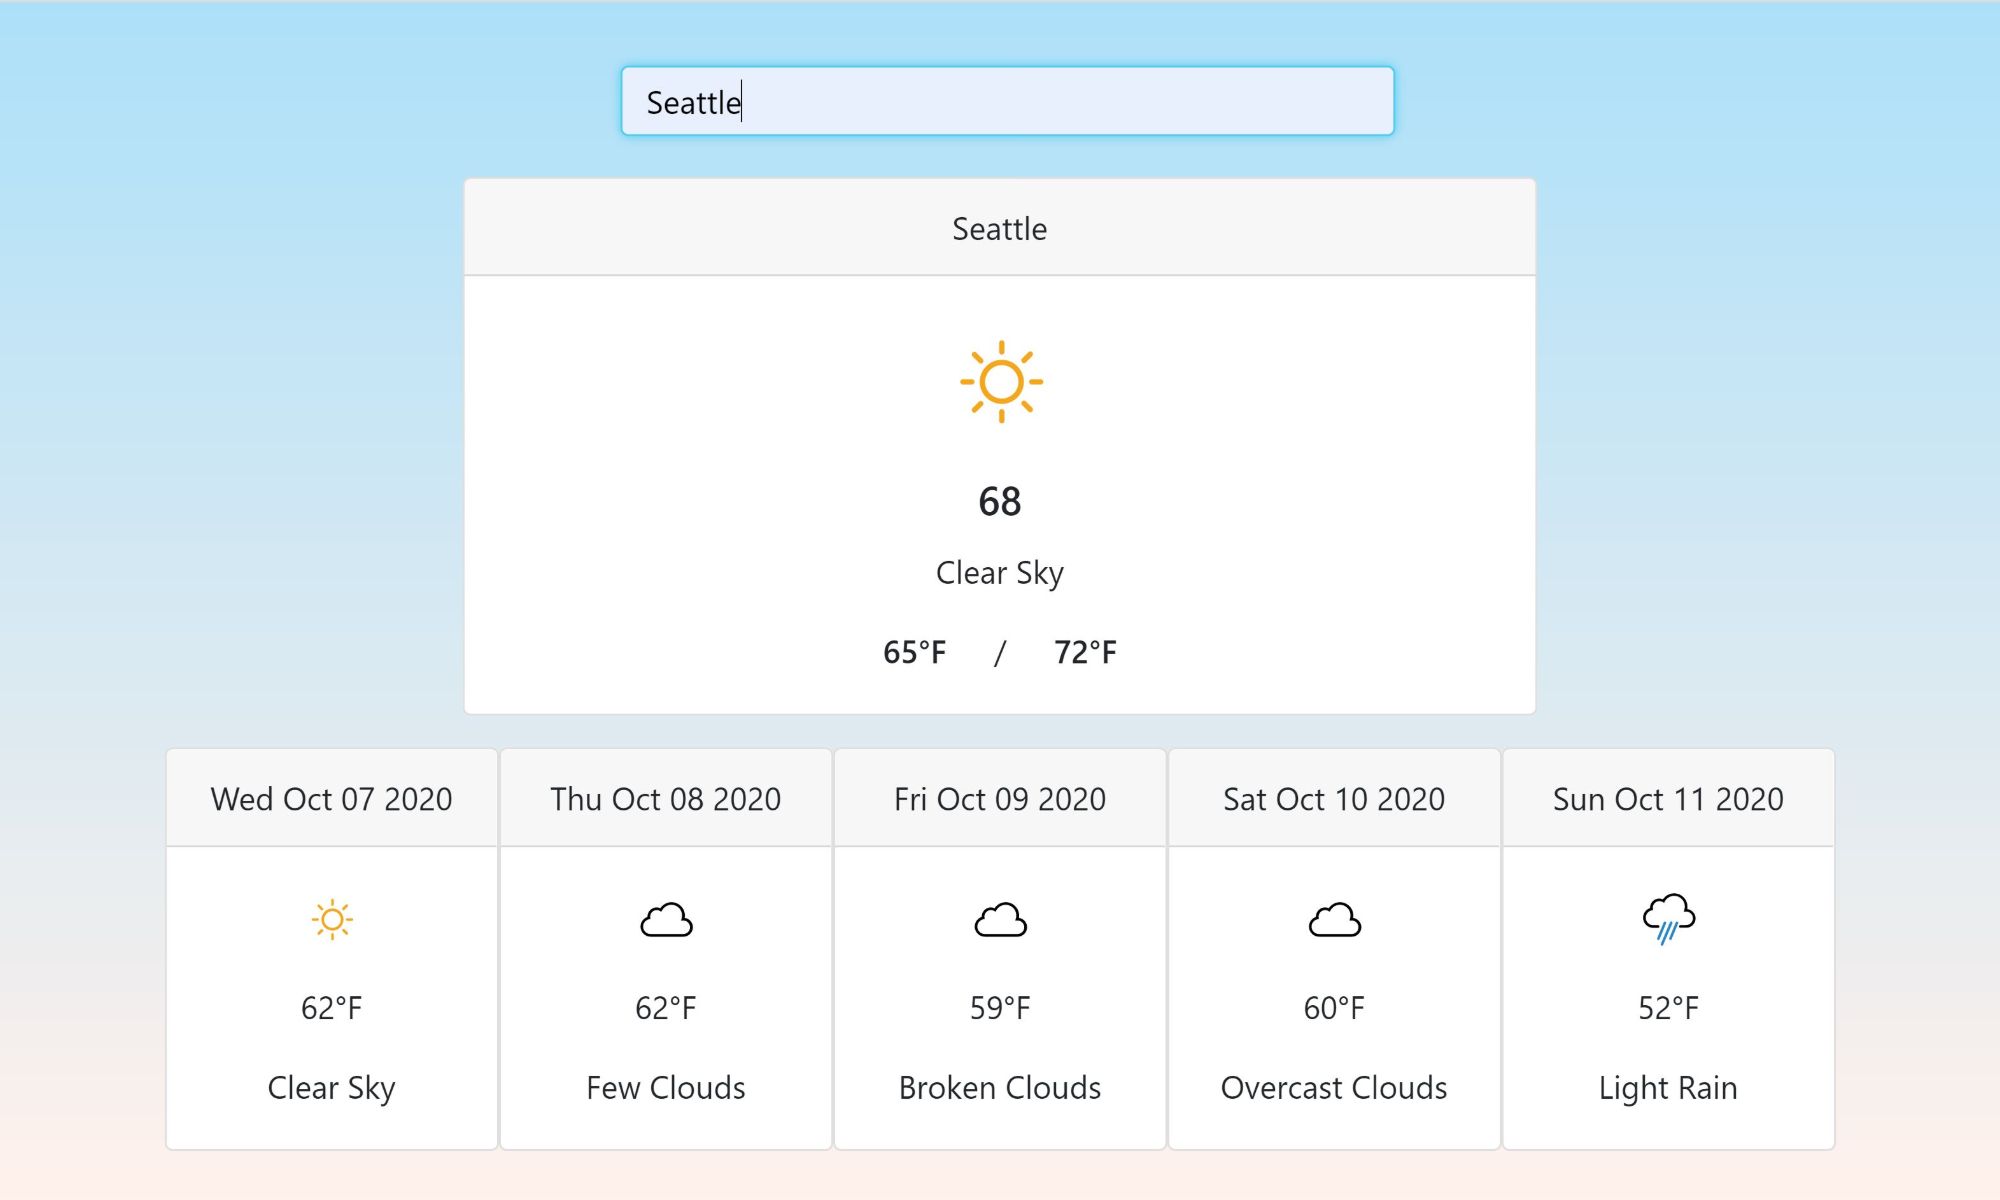 Seattle
Seattle
68
Clear Sky
65°F / 72°F
Wed Oct 07 2020
62°F
Clear Sky
Thu Oct 08 2020
62°F
Few Clouds
Fri Oct 09 2020
59°F
Broken Clouds
Sat Oct 10 2020
60°F
Overcast Clouds
Sun Oct 11 2020
52°F
Light Rain